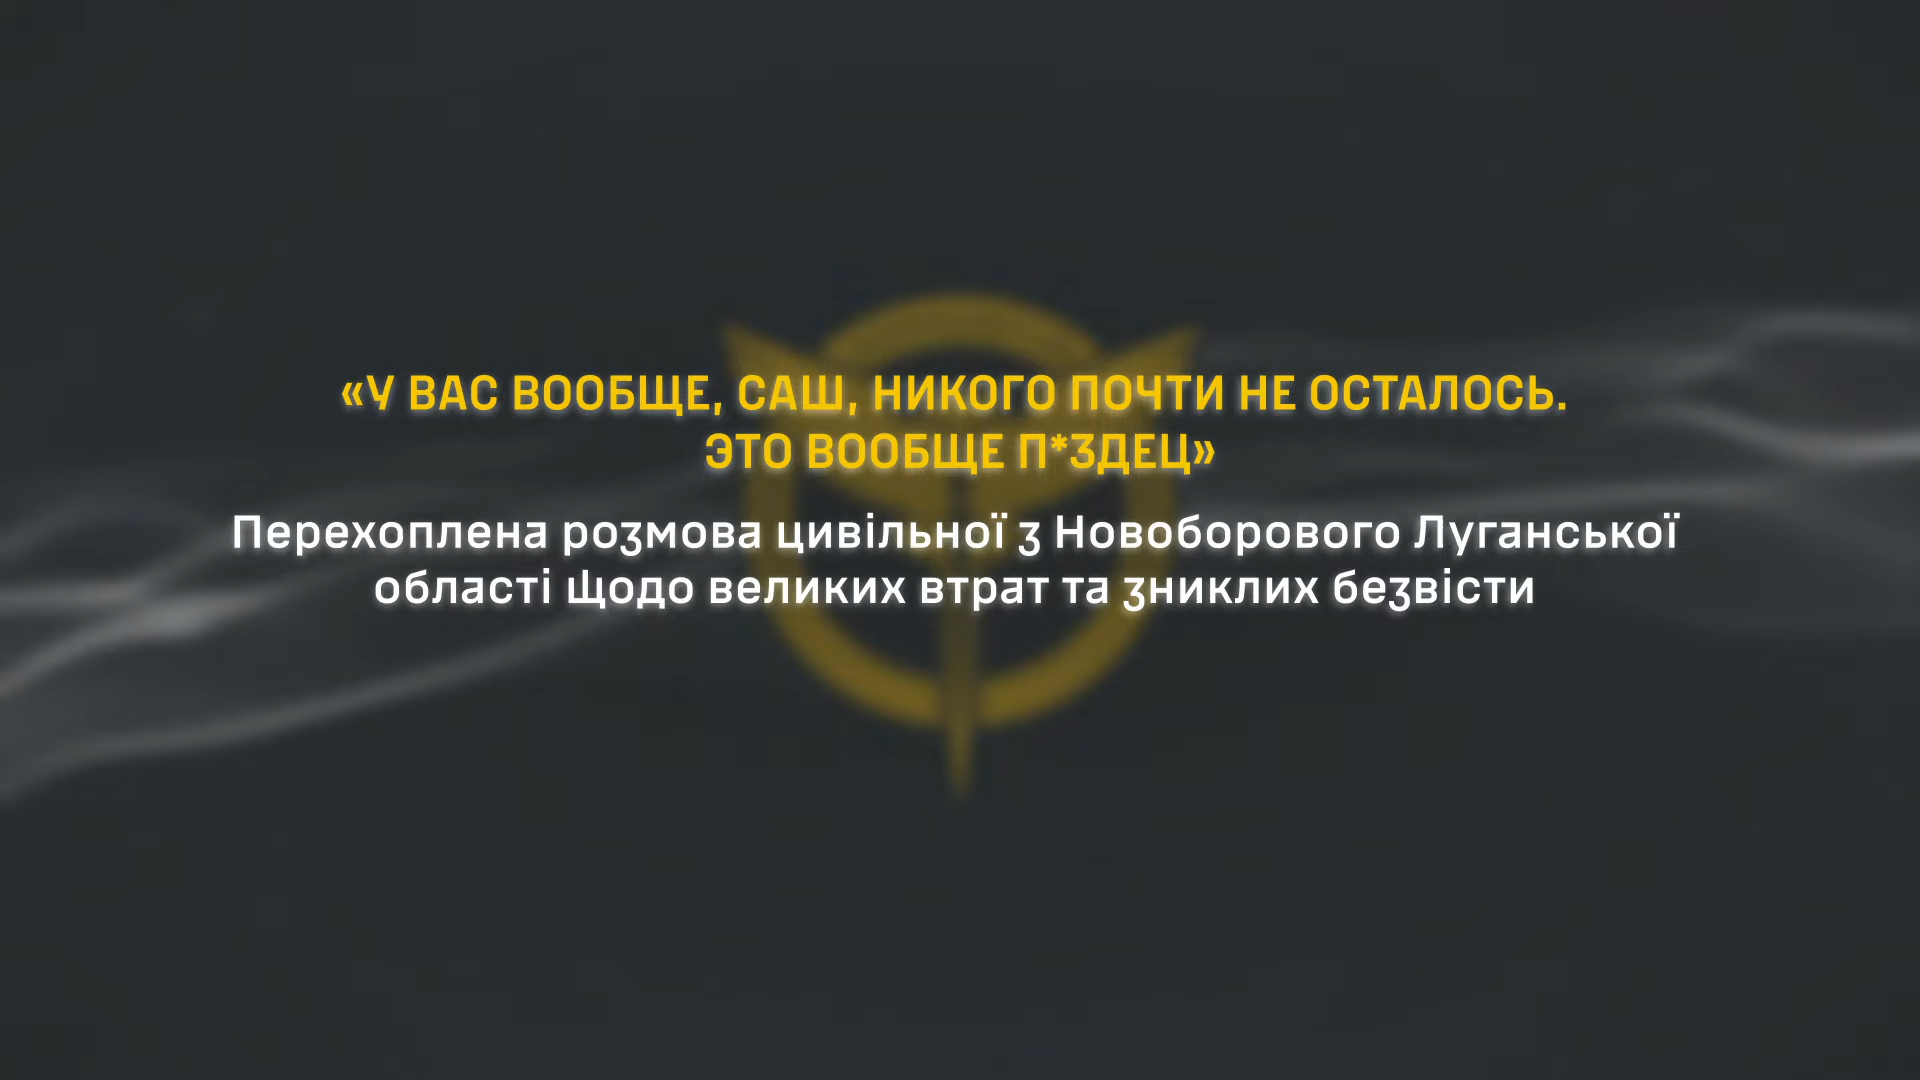 «У ВАС ВООБЩЕ, САШ, НИКОГО ПОЧТИ НЕ ОСТАЛОСЬ.
ЭТО ВООБЩЕ П*ЗДЕЦ»
Перехоплена розмова цивільної з Новоборового Луганської
області щодо великих втрат та зниклих безвісти